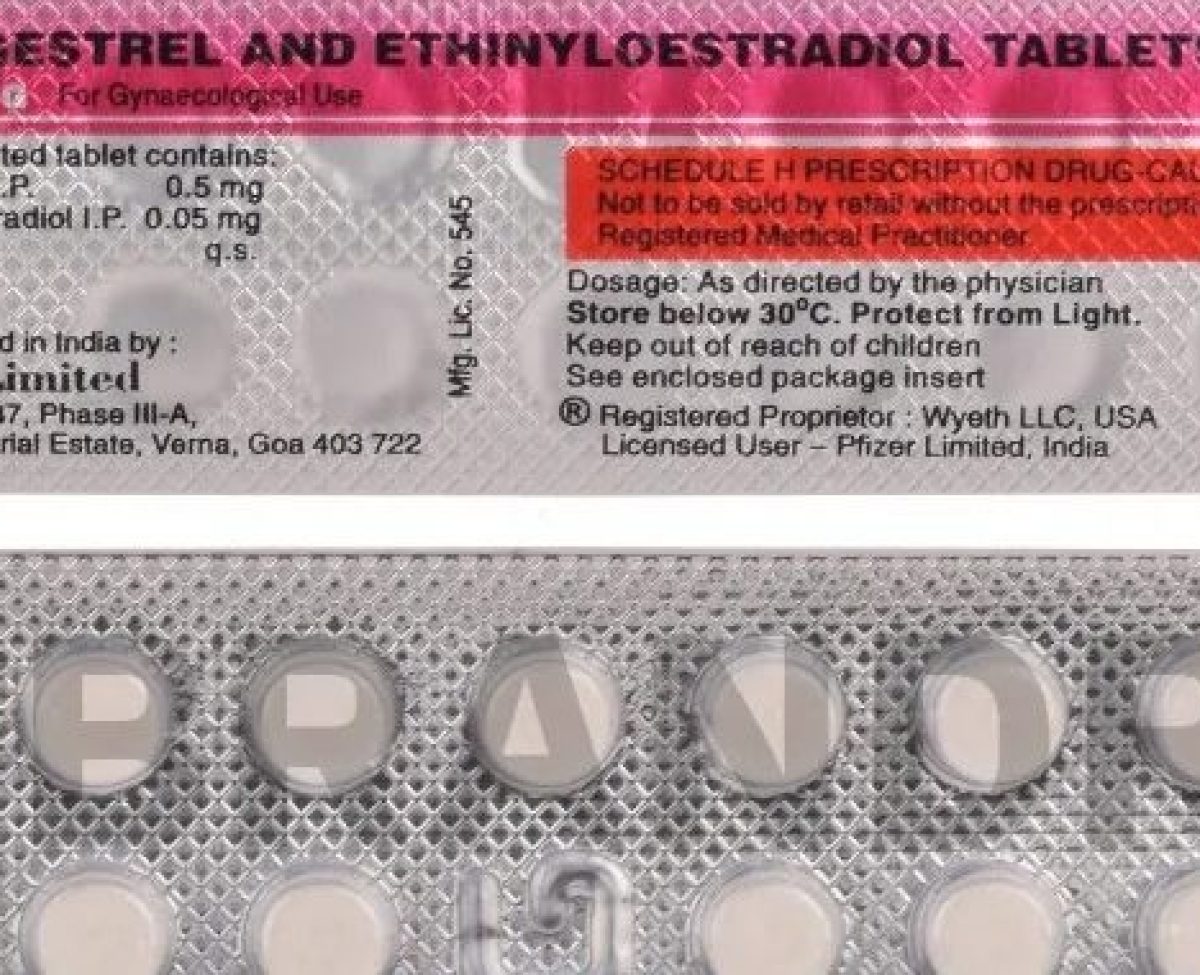 GESTREL AND ETHINYLOESTRADIOL TABLETS
For Gynaecological Use
ted tablet contains:
I.P. 0.5 mg
radiol I.P. 0.05 mg
q.s.
d in India by :
Limited
37, Phase III-A,
rial Estate, Verna, Goa 403 722
Mfg. Lic. No. 545
SCHEDULE H PRESCRIPTION DRUG-CAU
Not to be sold by retail without the prescripti
Registered Medical Practitioner.
Dosage: As directed by the physician
Store below 30°C. Protect from Light.
Keep out of reach of children
See enclosed package insert
® Registered Proprietor : Wyeth LLC, USA
Licensed User – Pfizer Limited, India